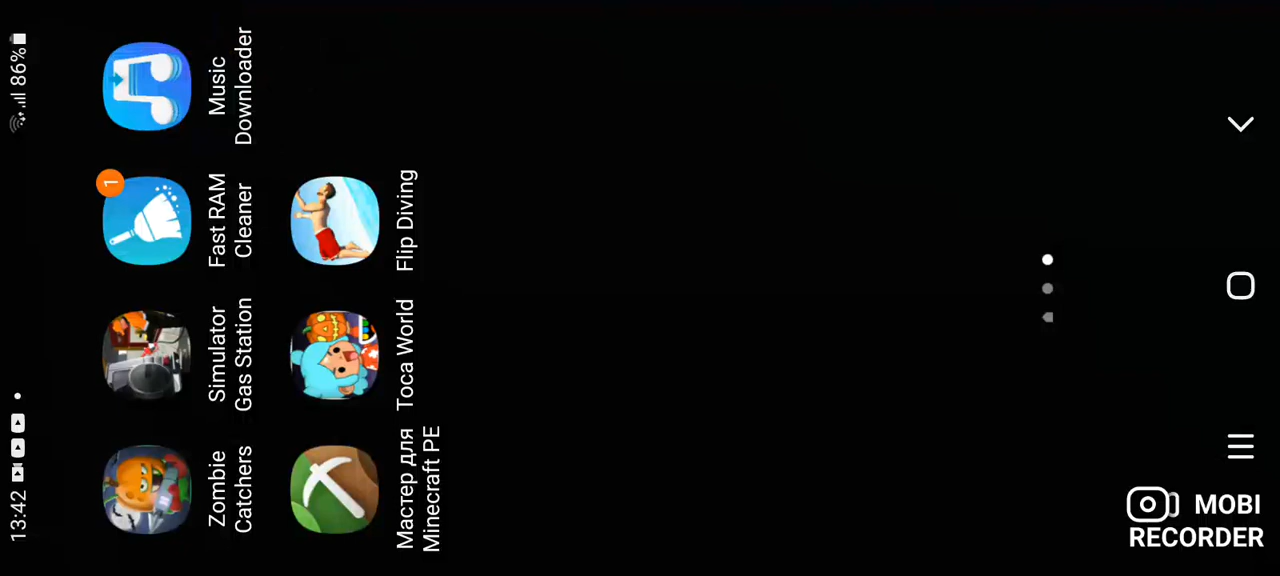 13:42
86%
Zombie
Catchers
Simulator
Gas Station
1
Fast RAM
Cleaner
Music
Downloader
Мастер для
Minecraft PE
Toca World
Flip Diving
MOBI
RECORDER